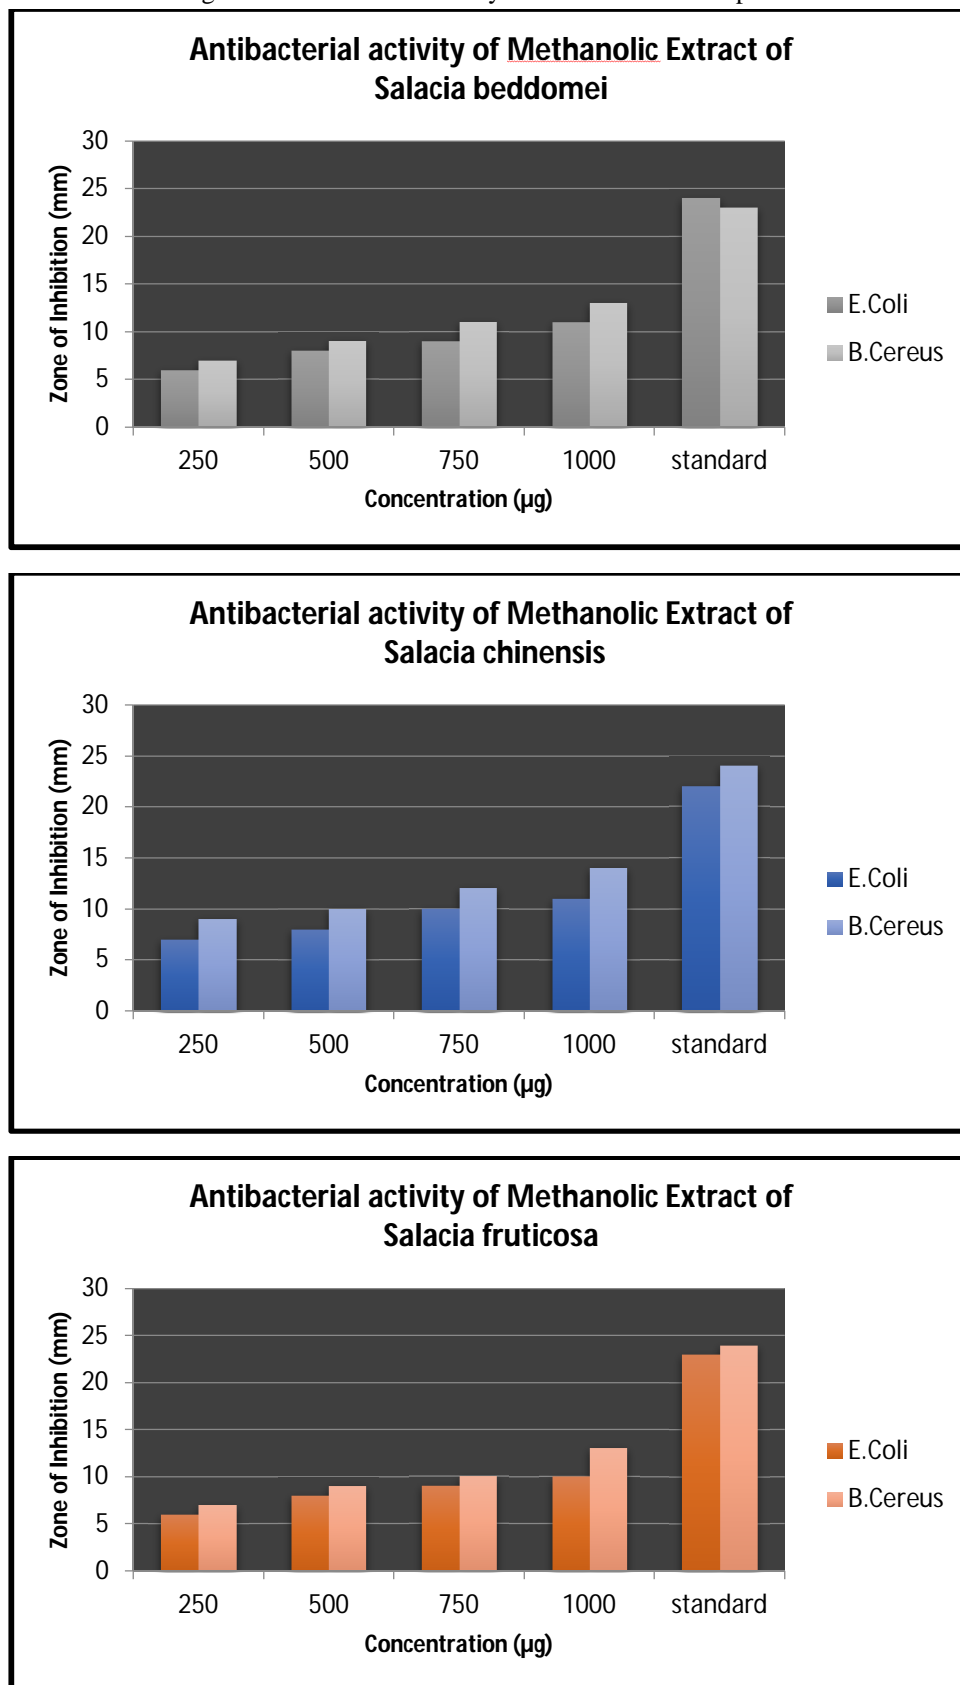 Antibacterial activity of Methanolic Extract of
Salacia beddomei
30
25
20
15
10
5
0
Zone of Inhibition (mm)
250 500 750 1000 standard
Concentration (µg)
E.Coli
B.Cereus
Antibacterial activity of Methanolic Extract of
Salacia chinensis
30
25
20
15
10
5
0
Zone of Inhibition (mm)
250 500 750 1000 standard
Concentration (µg)
E.Coli
B.Cereus
Antibacterial activity of Methanolic Extract of
Salacia fruticosa
30
25
20
15
10
5
0
Zone of Inhibition (mm)
250 500 750 1000 standard
Concentration (µg)
E.Coli
B.Cereus